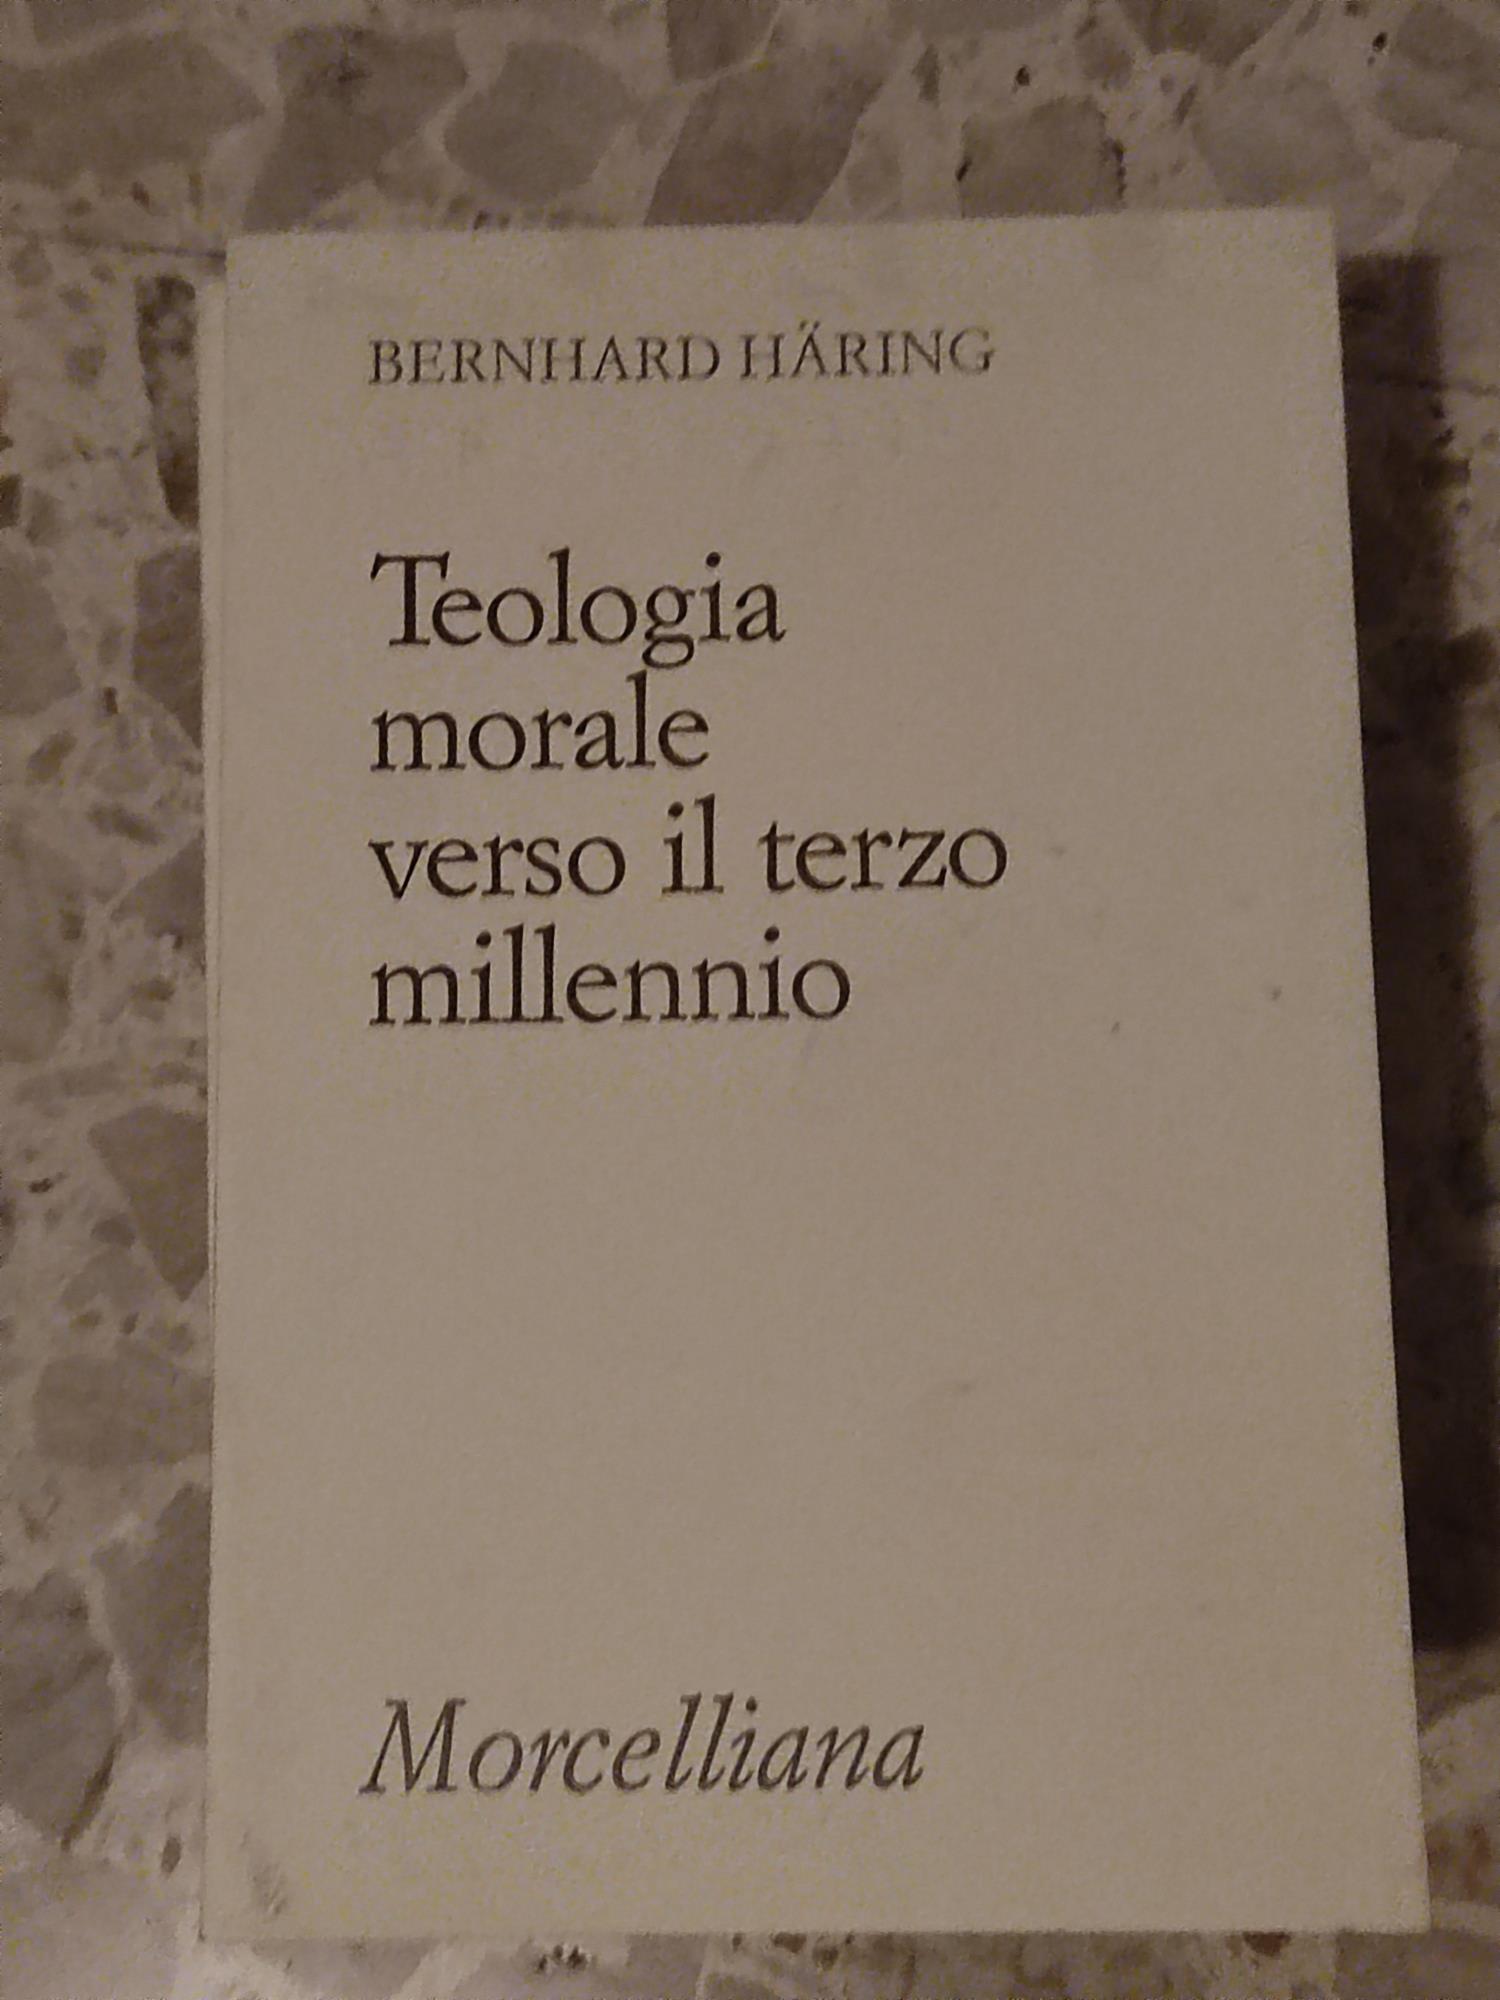 BERNHARD HÄRING
Teologia
morale
verso il terzo
millennio
Morcelliana